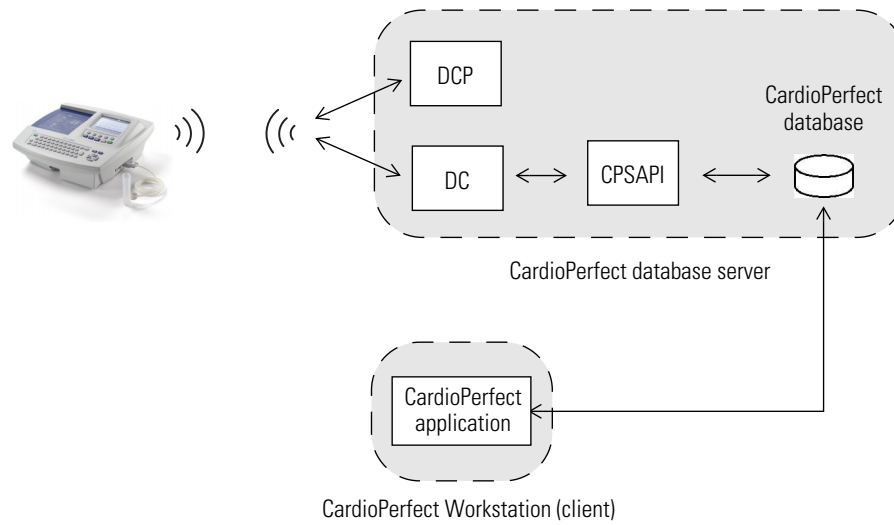 DCP
CardioPerfect
database
DC
CPSAPI
CardioPerfect database server
CardioPerfect
application
CardioPerfect Workstation (client)